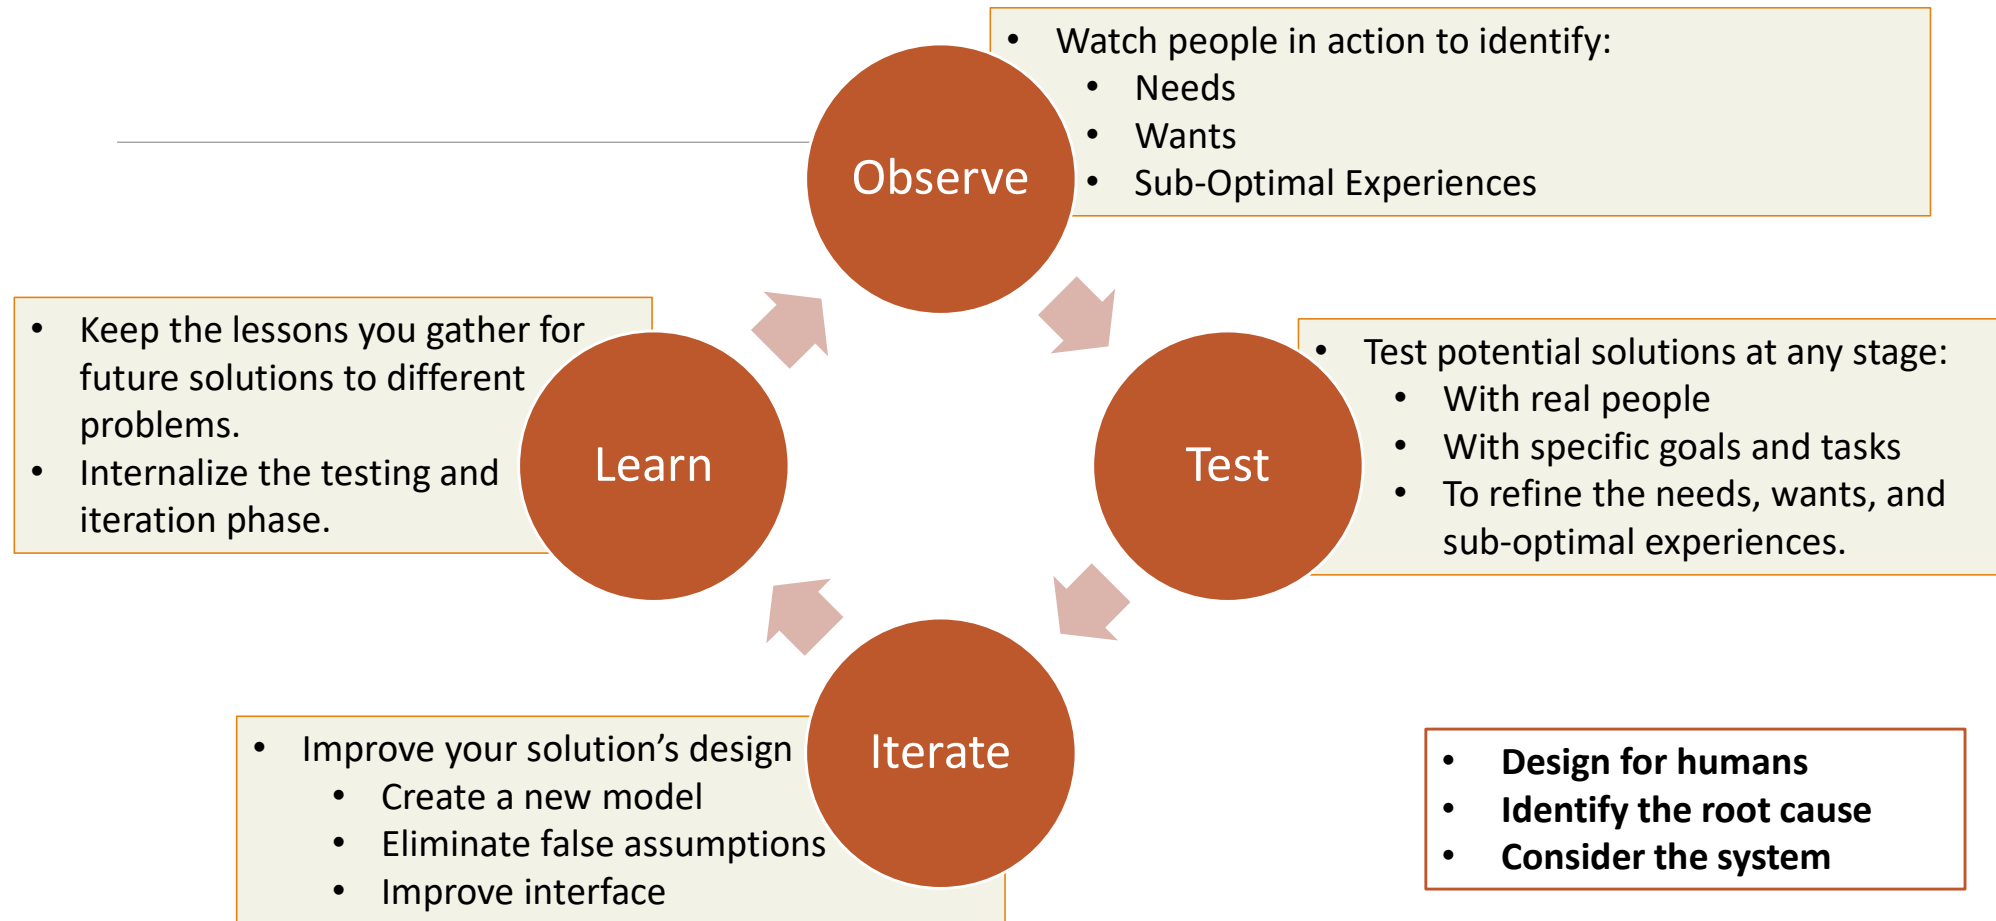 Observe
• Watch people in action to identify:
• Needs
• Wants
• Sub-Optimal Experiences
Test
• Test potential solutions at any stage:
• With real people
• With specific goals and tasks
• To refine the needs, wants, and
sub-optimal experiences.
Iterate
• Improve your solution’s design
• Create a new model
• Eliminate false assumptions
• Improve interface
Learn
• Keep the lessons you gather for
future solutions to different
problems.
• Internalize the testing and
iteration phase.
• Design for humans
• Identify the root cause
• Consider the system